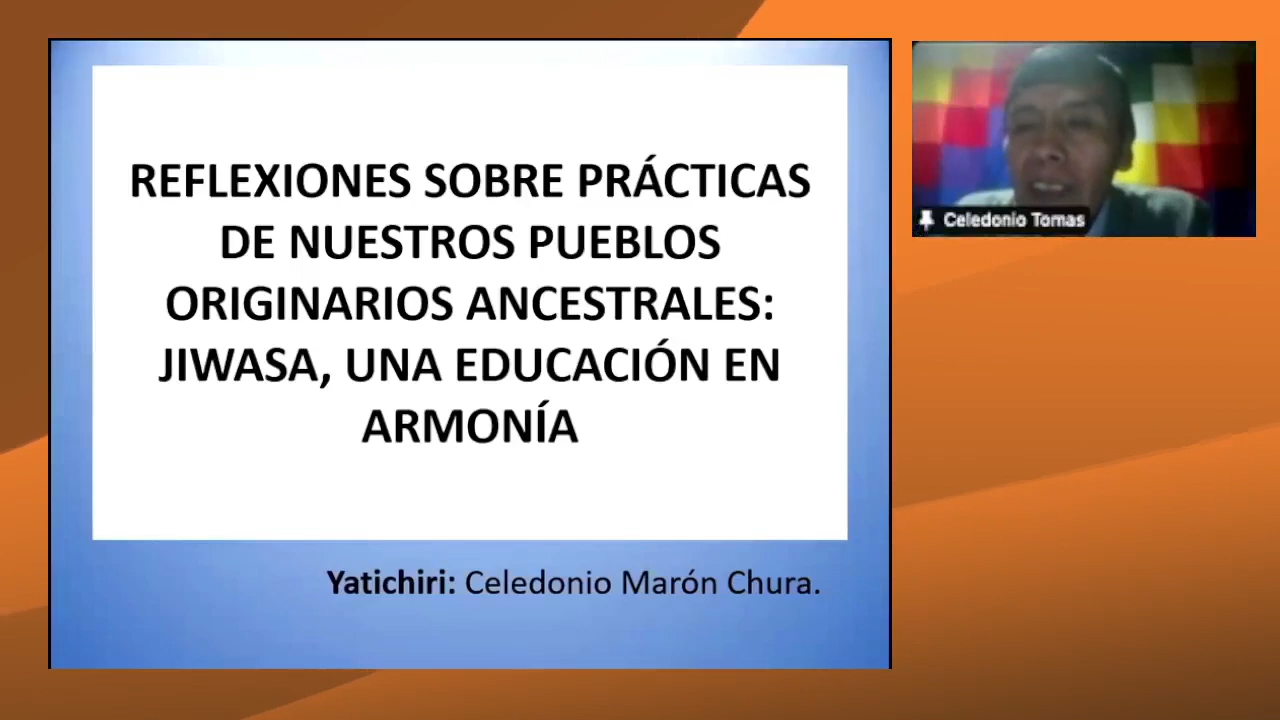 REFLEXIONES SOBRE PRÁCTICAS
DE NUESTROS PUEBLOS
ORIGINARIOS ANCESTRALES:
JIWASA, UNA EDUCACIÓN EN
ARMONÍA
Yatichiri: Celedonio Marón Chura.
Celedonio Tomas